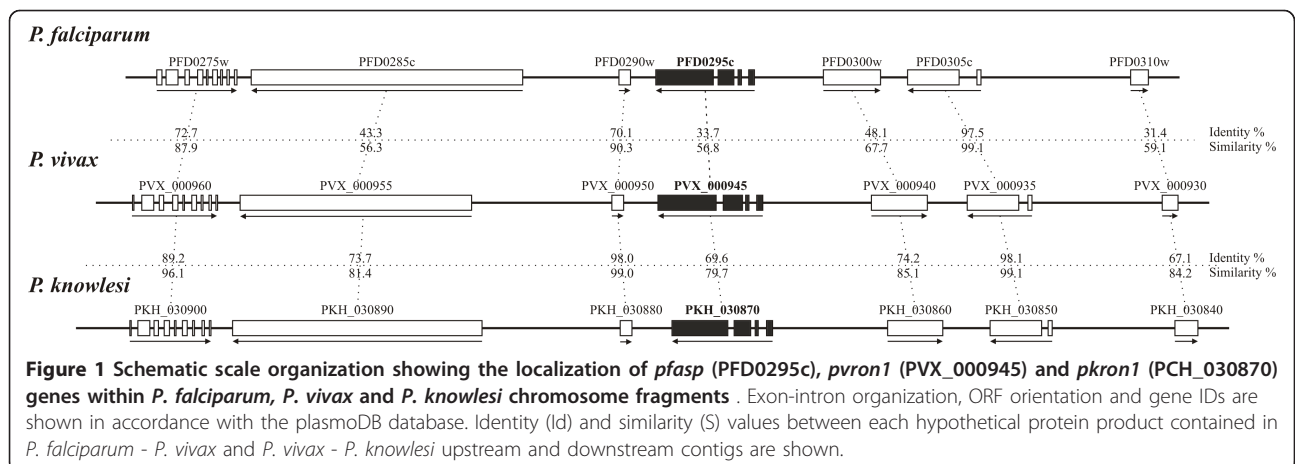 P. falciparum
PFD0275w PFD0285c PFD0290w PFD0295c PFD0300w PFD0305c PFD0310w
72.7 43.3 70.1 33.7 48.1 97.5 31.4 Identity %
87.9 56.3 90.3 56.8 67.7 99.1 59.1 Similarity %
P. vivax
PVX_000960 PVX_000955 PVX_000950 PVX_000945 PVX_000940 PVX_000935 PVX_000930
89.2 73.7 98.0 69.6 74.2 98.1 67.1 Identity %
96.1 81.4 99.0 79.7 85.1 99.1 84.2 Similarity %
P. knowlesi
PKH_030900 PKH_030890 PKH_030880 PKH_030870 PKH_030860 PKH_030850 PKH_030840
Figure 1 Schematic scale organization showing the localization of pfasp (PFD0295c), pvron1 (PVX_000945) and pkron1 (PCH_030870)
genes within P. falciparum, P. vivax and P. knowlesi chromosome fragments . Exon-intron organization, ORF orientation and gene IDs are
shown in accordance with the plasmoDB database. Identity (Id) and similarity (S) values between each hypothetical protein product contained in
P. falciparum - P. vivax and P. vivax - P. knowlesi upstream and downstream contigs are shown.